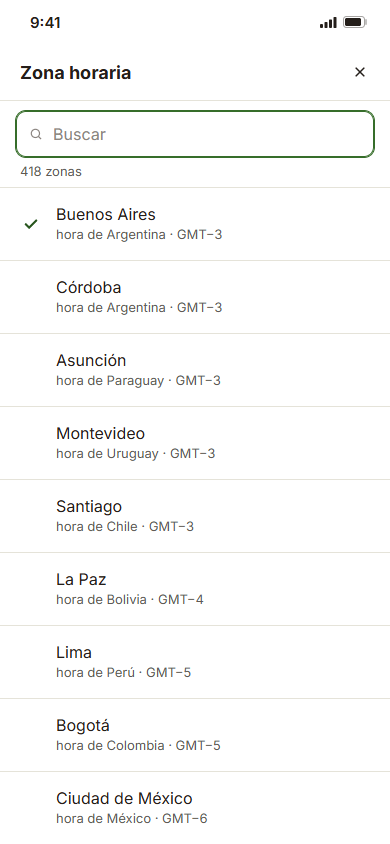 9:41
Zona horaria
Buscar
418 zonas
Buenos Aires
hora de Argentina · GMT−3
Córdoba
hora de Argentina · GMT−3
Asunción
hora de Paraguay · GMT−3
Montevideo
hora de Uruguay · GMT−3
Santiago
hora de Chile · GMT−3
La Paz
hora de Bolivia · GMT−4
Lima
hora de Perú · GMT−5
Bogotá
hora de Colombia · GMT−5
Ciudad de México
hora de México · GMT−6